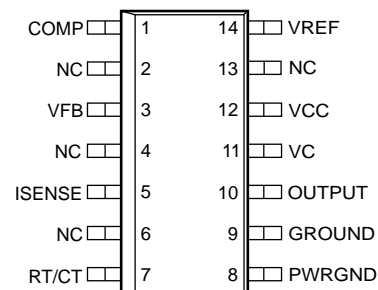 COMP 1 14 VREF
NC 2 13 NC
VFB 3 12 VCC
NC 4 11 VC
ISENSE 5 10 OUTPUT
NC 6 9 GROUND
RT/CT 7 8 PWRGND